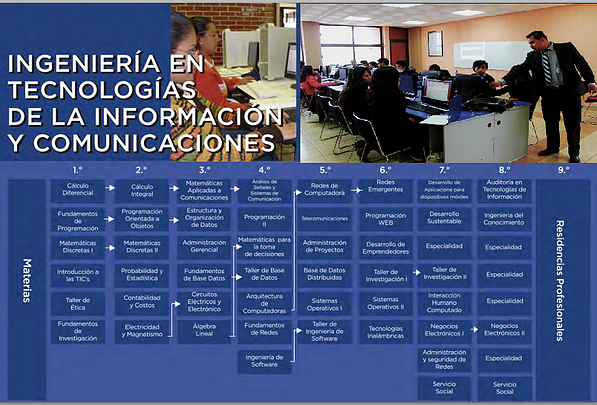 INGENIERÍA EN
TECNOLOGÍAS
DE LA INFORMACIÓN
Y COMUNICACIONES
1.º 2.º 3.º 4.º 5.º 6.º 7.º 8.º 9.º
Materias
Cálculo
Diferencial
Fundamentos
de
Programación
Matemáticas
Discretas I
Introducción a
las TIC's
Taller de
Ética
Fundamentos
de
Investigación
Cálculo
Integral
Programación
Orientada a
Objetos
Matemáticas
Discretas II
Probabilidad y
Estadística
Contabilidad
y Costos
Electricidad
y Magnetismo
Matemáticas
Aplicadas a
Comunicaciones
Estructura y
Organización
de Datos
Administración
Gerencial
Fundamentos
de Base Datos
Circuitos
Eléctricos y
Electrónico
Álgebra
Lineal
Análisis de
Señales y
Sistemas de
Comunicación
Programación
II
Matemáticas para
la toma
de decisiones
Taller de Base
de Datos
Arquitectura
de
Computadoras
Fundamentos
de Redes
Ingeniería de
Software
Redes de
Computadora
Telecomunicaciones
Administración
de Proyectos
Base de Datos
Distribuidas
Sistemas
Operativos I
Taller de
Ingeniería de
Software
Redes
Emergentes
Programación
WEB
Desarrollo de
Emprendedores
Taller de
Investigación I
Sistemas
Operativos II
Tecnologías
Inalámbricas
Desarrollo de
Aplicacione para
dispositivos móviles
Desarrollo
Sustentable
Especialidad
Taller de
Investigación II
Interacción
Humano
Computado
Negocios
Electrónicos I
Administración
y seguridad de
Redes
Servicio
Social
Auditoría en
Tecnologías de
Información
Ingeniería del
Conocimiento
Especialidad
Especialidad
Especialidad
Negocios
Electrónicos II
Especialidad
Servicio
Social
Residencias Profesionales